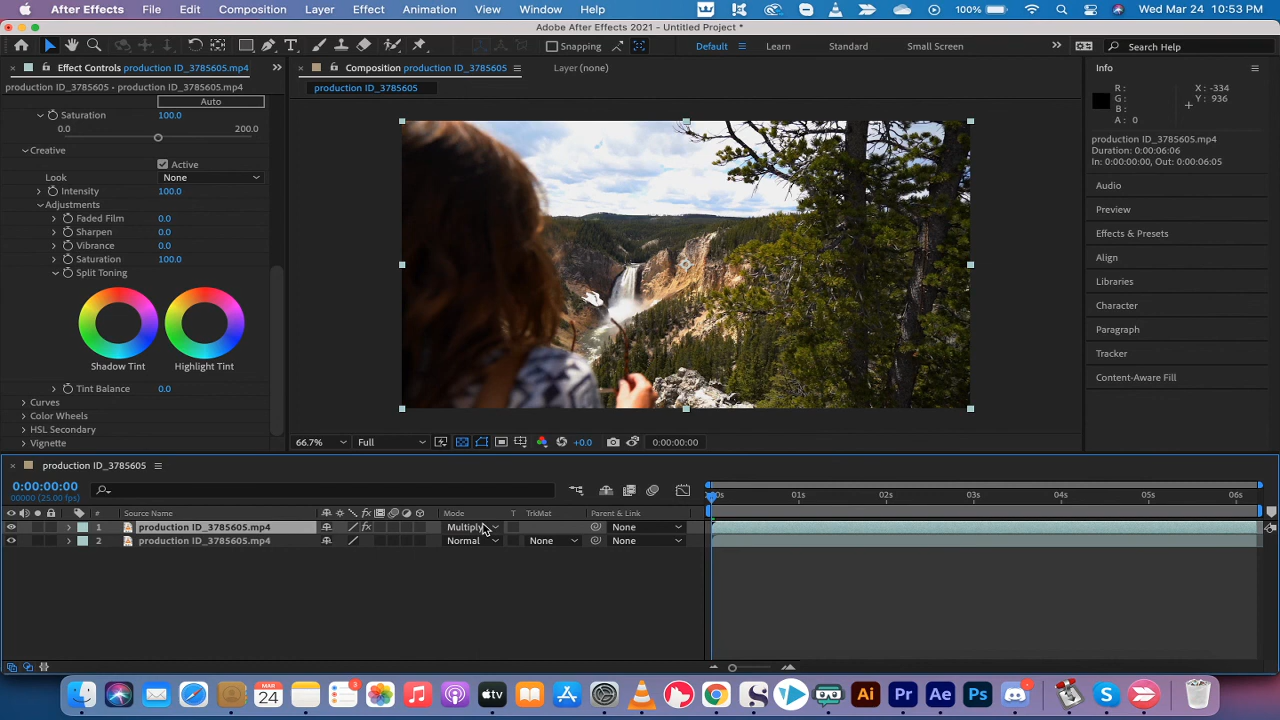 After Effects File Edit Composition Layer Effect Animation View Window Help 100% Wed Mar 24 10:53 PM
Adobe After Effects 2021 - Untitled Project *
Snapping Default Learn Standard Small Screen Search Help
Effect Controls production ID_3785605.mp4
production ID_3785605 • production ID_3785605.mp4
Auto
Saturation 100.0
0.0 200.0
Creative
Active
Look None
Intensity 100.0
Adjustments
Faded Film 0.0
Sharpen 0.0
Vibrance 0.0
Saturation 100.0
Split Toning
Shadow Tint Highlight Tint
Tint Balance 0.0
Curves
Color Wheels
HSL Secondary
Vignette
Composition production ID_3785605 Layer (none)
production ID_3785605
66.7% Full +0.0 0:00:00:00
Info
R : X : -334
G : Y : 936
B :
A : 0
production ID_3785605.mp4
Duration: 0:00:06:06
In: 0:00:00:00, Out: 0:00:06:05
Audio
Preview
Effects & Presets
Align
Libraries
Character
Paragraph
Tracker
Content-Aware Fill
production ID_3785605
0:00:00:00
00000 (25.00 fps)
# Source Name Mode T TrkMat Parent & Link
1 production ID_3785605.mp4 Multiply None
2 production ID_3785605.mp4 Normal None None
00s 01s 02s 03s 04s 05s 06s
MAR
24
3
tv
Ai Pr Ae Ps